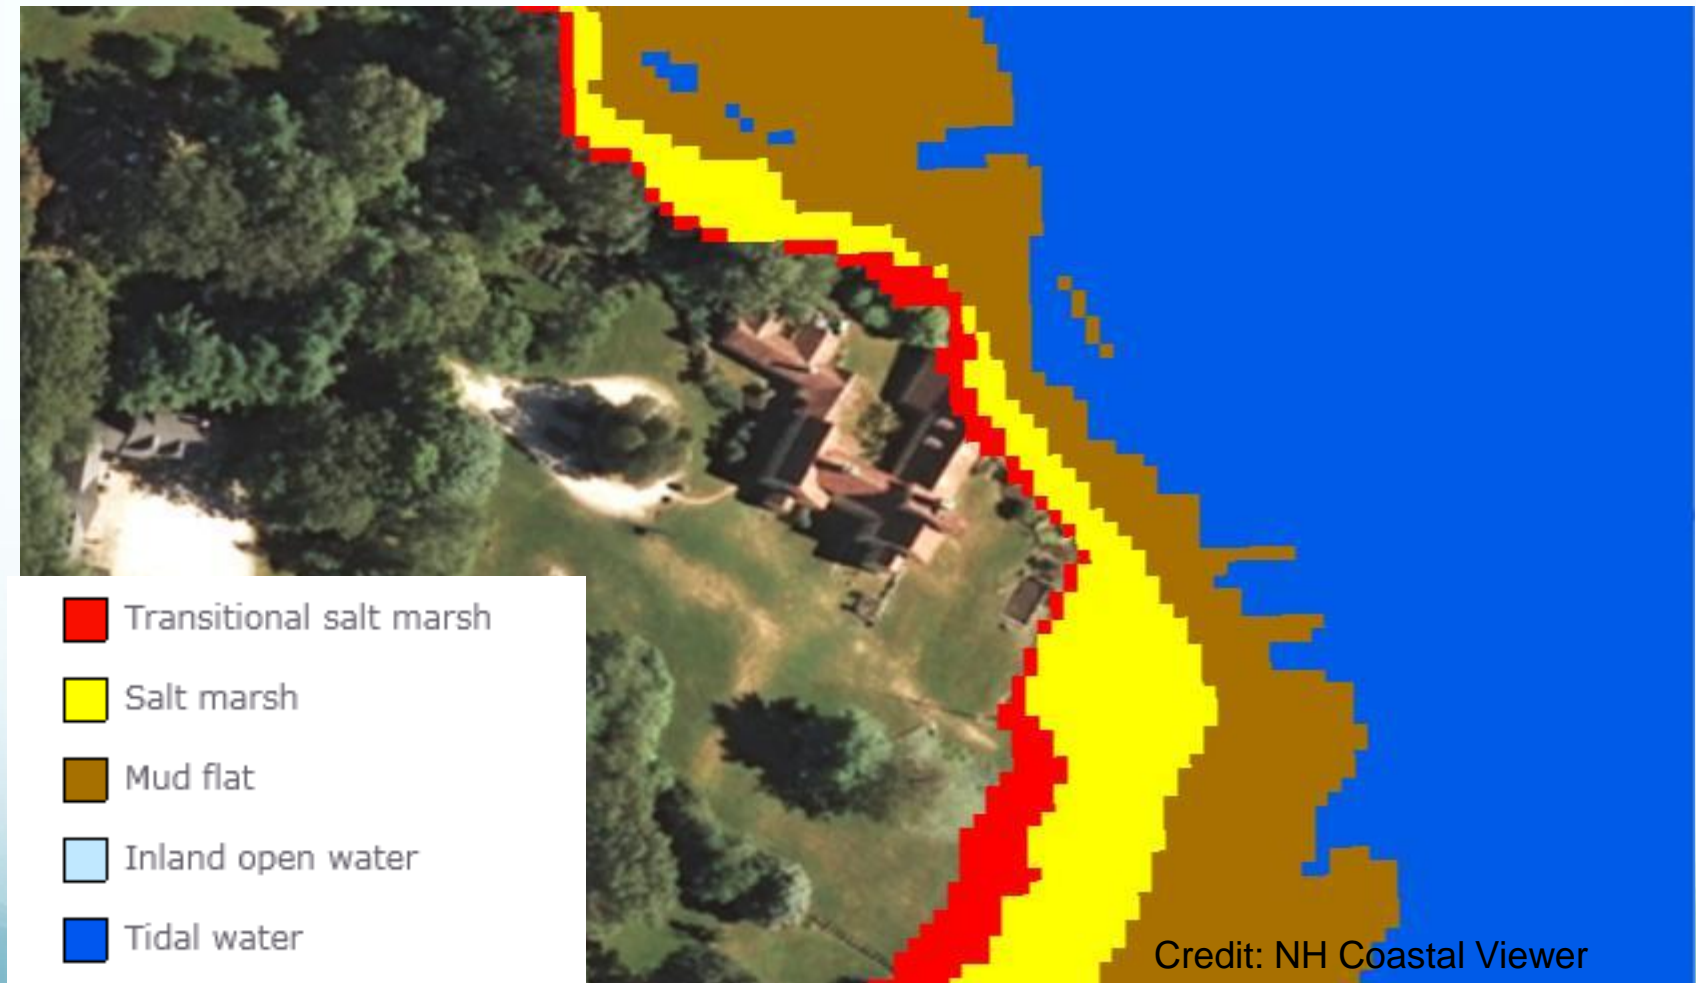 Transitional salt marsh
Salt marsh
Mud flat
Inland open water
Tidal water
Credit: NH Coastal Viewer